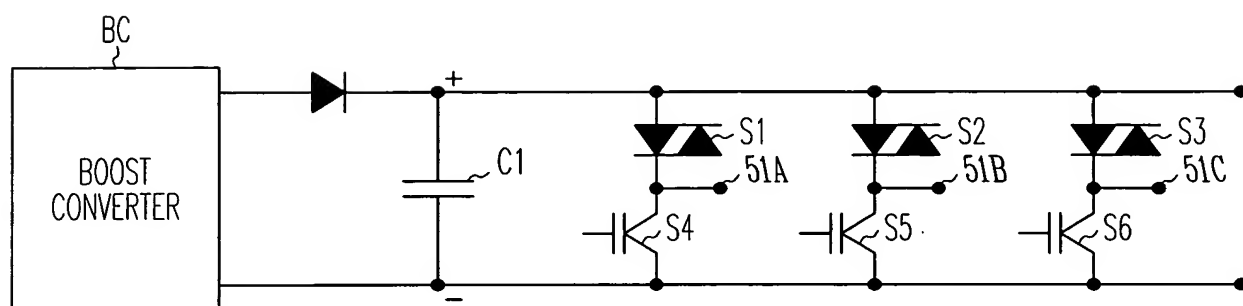 BC
BOOST
CONVERTER
+
C1
S1
51A
S4
S2
51B
S5
S3
51C
S6
−